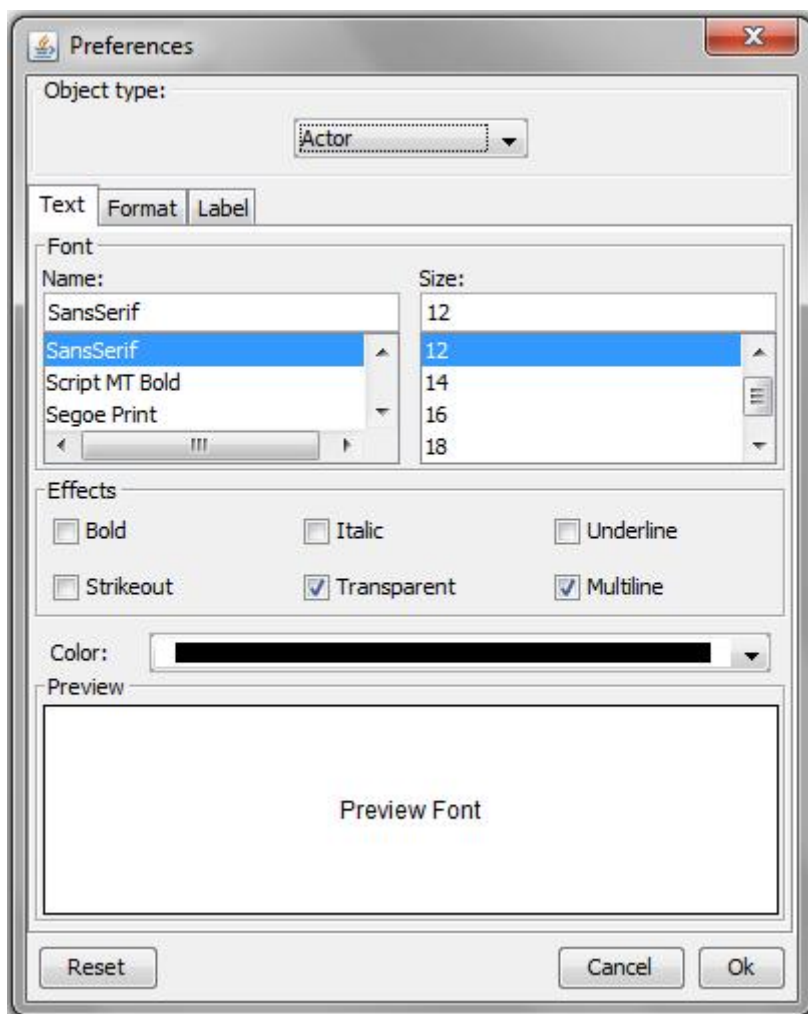 Preferences
Object type:
Actor
Text Format Label
Font
Name: Size:
SansSerif 12
SansSerif 12
Script MT Bold 14
Segoe Print 16
18
Effects
Bold Italic Underline
Strikeout Transparent Multiline
Color:
Preview
Preview Font
Reset Cancel Ok